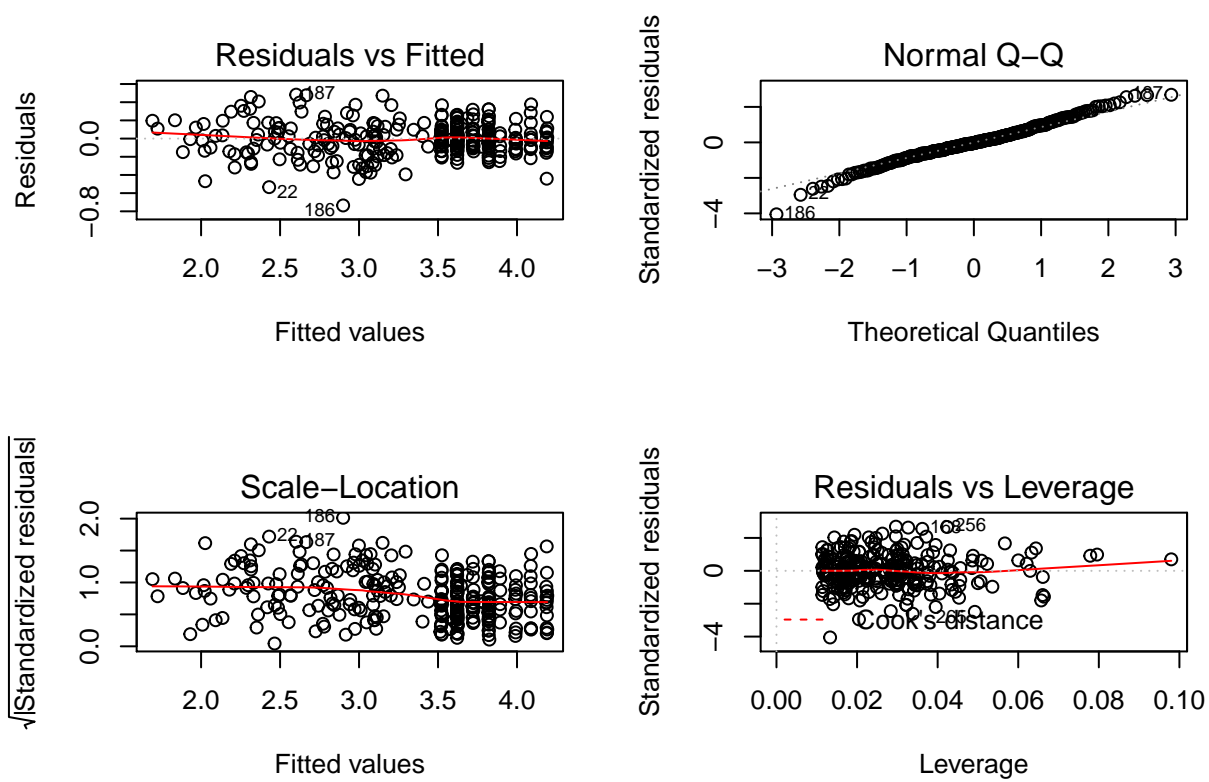 Residuals vs Fitted
Residuals
0.0
−0.8
187
22
186
2.0 2.5 3.0 3.5 4.0
Fitted values
Normal Q−Q
Standardized residuals
0
−4
187
22
186
−3 −2 −1 0 1 2 3
Theoretical Quantiles
Scale−Location
√|Standardized residuals|
2.0
1.0
0.0
186
22
187
2.0 2.5 3.0 3.5 4.0
Fitted values
Residuals vs Leverage
Standardized residuals
0
−4
256
Cook's distance
0.00 0.02 0.04 0.06 0.08 0.10
Leverage